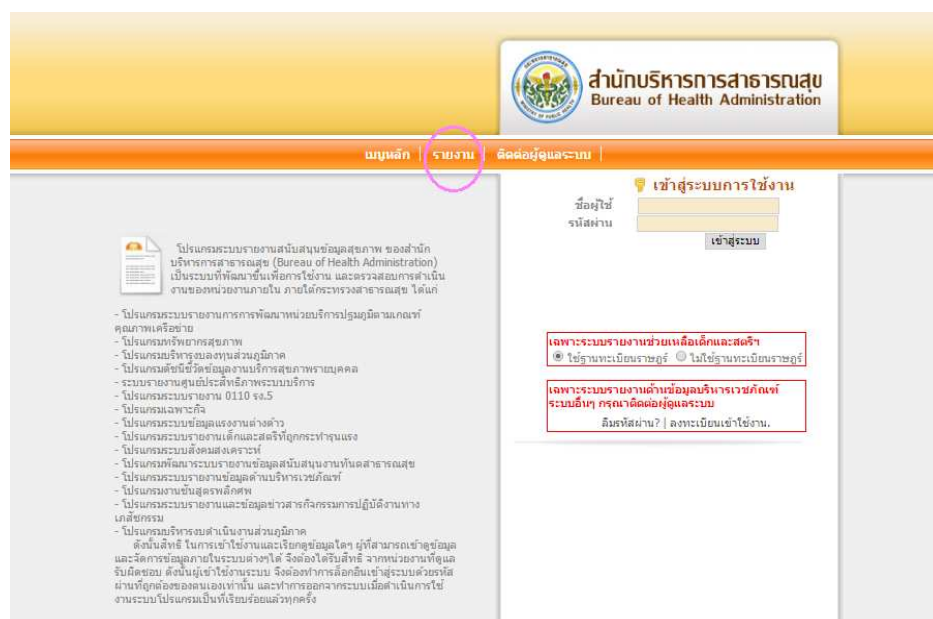 สำนักบริหารการสาธารณสุข
Bureau of Health Administration
เมนูหลัก | รายงาน | ติดต่อผู้ดูแลระบบ |
เข้าสู่ระบบการใช้งาน
ชื่อผู้ใช้
รหัสผ่าน
เข้าสู่ระบบ
โปรแกรมระบบรายงานสนับสนุนข้อมูลสุขภาพ ของสำนัก
บริหารการสาธารณสุข (Bureau of Health Administration)
เป็นระบบที่พัฒนาขึ้นเพื่อการใช้งาน และตรวจสอบการดำเนิน
งานของหน่วยงานภายใน ภายใต้กระทรวงสาธารณสุข ได้แก่
- โปรแกรมระบบรายงานการการพัฒนาหน่วยบริการปฐมภูมิตามเกณฑ์
คุณภาพเครือข่าย
- โปรแกรมทรัพยากรสุขภาพ
- โปรแกรมบริหารงบลงทุนส่วนภูมิภาค
- โปรแกรมดัชนีชี้วัดข้อมูลงานบริการสุขภาพรายบุคคล
- ระบบรายงานศูนย์ประสิทธิภาพระบบบริการ
- โปรแกรมระบบรายงาน 0110 รง.5
- โปรแกรมเฉพาะกิจ
- โปรแกรมระบบข้อมูลแรงงานต่างด้าว
- โปรแกรมระบบรายงานเด็กและสตรีที่ถูกกระทำรุนแรง
- โปรแกรมระบบสังคมสงเคราะห์
- โปรแกรมพัฒนาระบบรายงานข้อมูลสนับสนุนงานทันตสาธารณสุข
- โปรแกรมระบบรายงานข้อมูลด้านบริหารเวชภัณฑ์
- โปรแกรมงานชันสูตรพลิกศพ
- โปรแกรมระบบรายงานและข้อมูลข่าวสารกิจกรรมการปฏิบัติงานทาง
เภสัชกรรม
- โปรแกรมบริหารงบดำเนินงานส่วนภูมิภาค
ดังนั้นสิทธิ ในการเข้าใช้งานและเรียกดูข้อมูลใดๆ ผู้ที่สามารถเข้าดูข้อมูล
และจัดการข้อมูลภายในระบบต่างๆได้ จึงต้องได้รับสิทธิ จากหน่วยงานที่ดูแล
รับผิดชอบ ดังนั้นผู้เข้าใช้งานระบบ จึงต้องทำการล็อกอินเข้าสู่ระบบด้วยรหัส
ผ่านที่ถูกต้องของตนเองเท่านั้น และทำการออกจากระบบเมื่อดำเนินการใช้
งานระบบโปรแกรมเป็นที่เรียบร้อยแล้วทุกครั้ง
เฉพาะระบบรายงานช่วยเหลือเด็กและสตรีฯ
ใช้ฐานทะเบียนราษฎร์ ไม่ใช้ฐานทะเบียนราษฎร์
เฉพาะระบบรายงานด้านข้อมูลบริหารเวชภัณฑ์
ระบบอื่นๆ กรุณาติดต่อผู้ดูแลระบบ
ลืมรหัสผ่าน? | ลงทะเบียนเข้าใช้งาน.